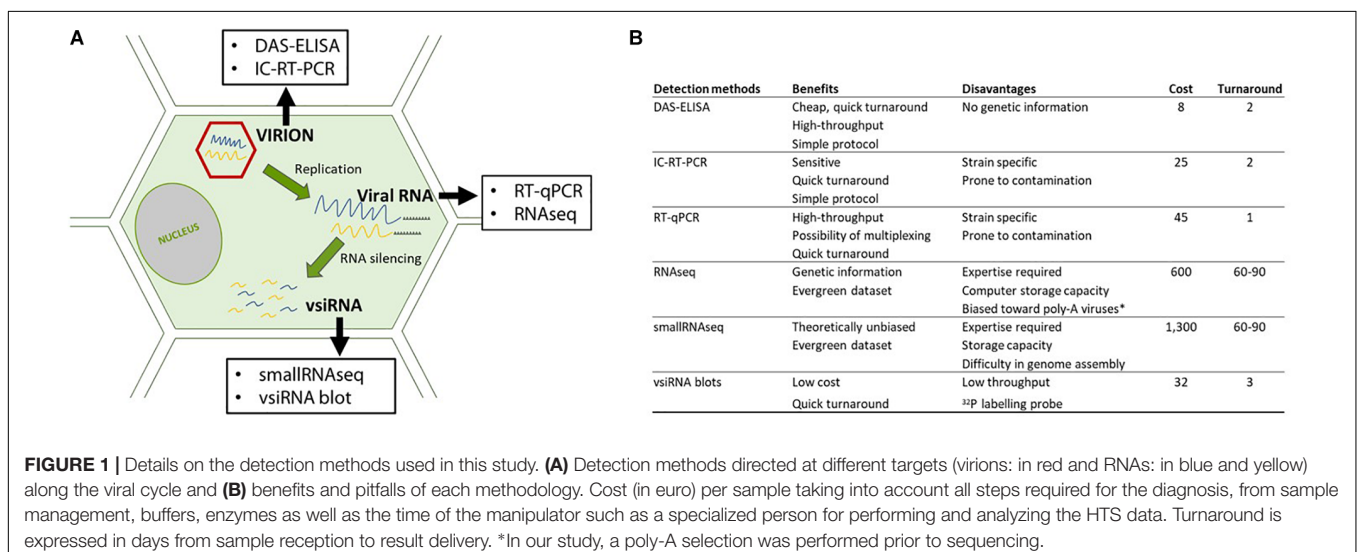 A
• DAS-ELISA
• IC-RT-PCR
VIRION
Replication
Viral RNA
• RT-qPCR
• RNAseq
NUCLEUS
RNA silencing
vsiRNA
• smallRNAseq
• vsiRNA blot
B
Detection methods Benefits Disavantages Cost Turnaround
DAS-ELISA Cheap, quick turnaround No genetic information 8 2
High-throughput
Simple protocol
IC-RT-PCR Sensitive Strain specific 25 2
Quick turnaround Prone to contamination
Simple protocol
RT-qPCR High-throughput Strain specific 45 1
Possibility of multiplexing Prone to contamination
Quick turnaround
RNAseq Genetic information Expertise required 600 60-90
Evergreen dataset Computer storage capacity
Biased toward poly-A viruses*
smallRNAseq Theoretically unbiased Expertise required 1,300 60-90
Evergreen dataset Storage capacity
Difficulty in genome assembly
vsiRNA blots Low cost Low throughput 32 3
Quick turnaround ³²P labelling probe
FIGURE 1 | Details on the detection methods used in this study. (A) Detection methods directed at different targets (virions: in red and RNAs: in blue and yellow)
along the viral cycle and (B) benefits and pitfalls of each methodology. Cost (in euro) per sample taking into account all steps required for the diagnosis, from sample
management, buffers, enzymes as well as the time of the manipulator such as a specialized person for performing and analyzing the HTS data. Turnaround is
expressed in days from sample reception to result delivery. *In our study, a poly-A selection was performed prior to sequencing.